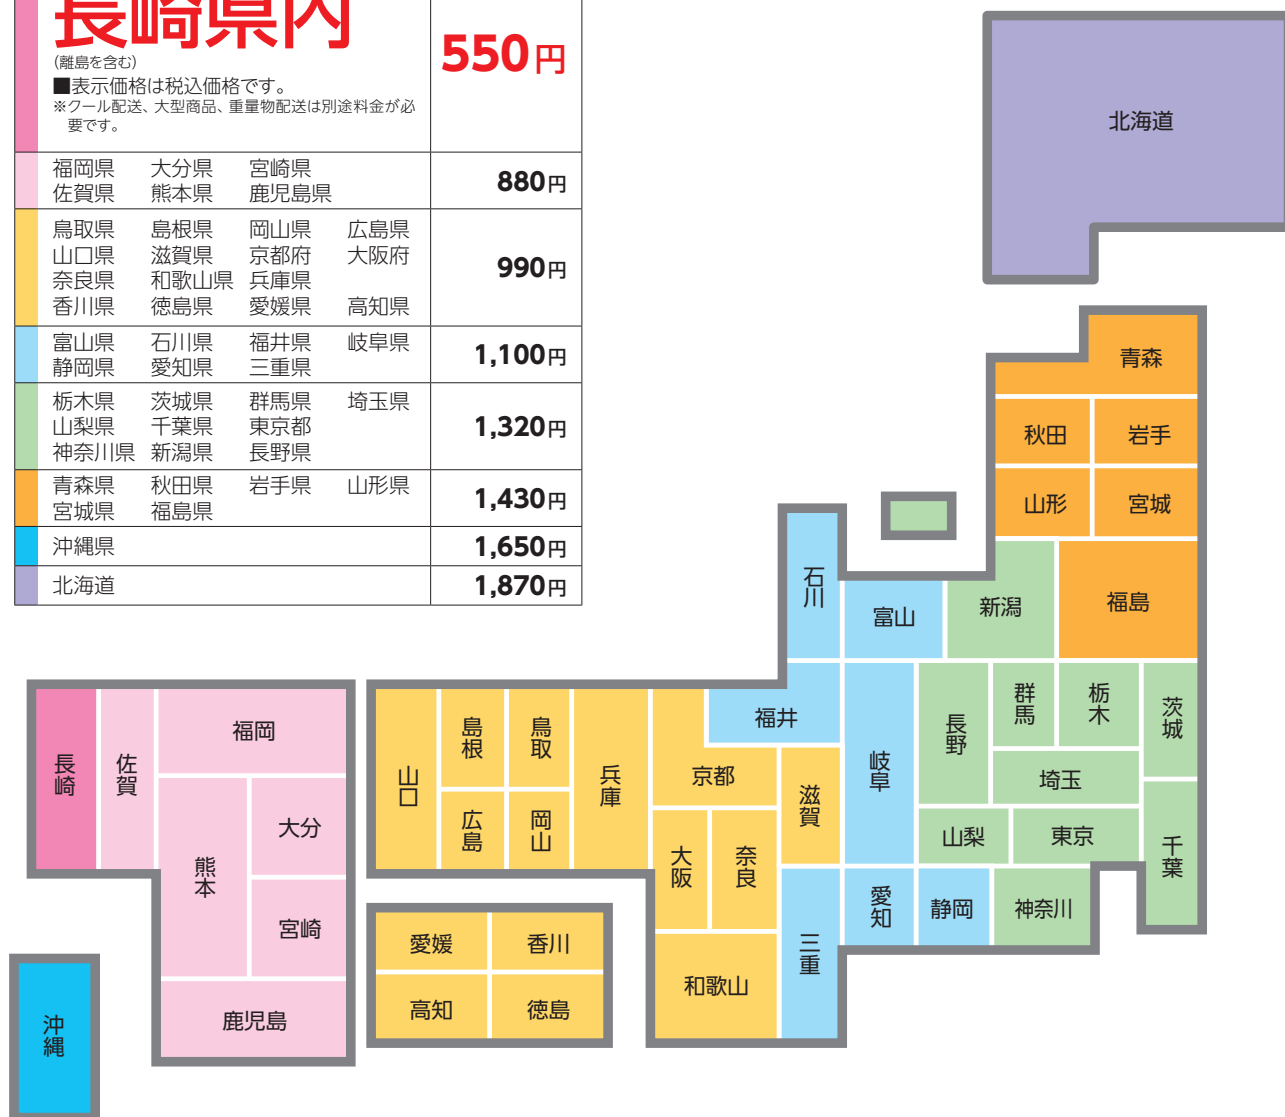 長崎県内
550円
(離島を含む)
■表示価格は税込価格です。
※クール配送、大型商品、重量物配送は別途料金が必
要です。
福岡県 大分県 宮崎県
佐賀県 熊本県 鹿児島県
880円
鳥取県 島根県 岡山県 広島県
山口県 滋賀県 京都府 大阪府
奈良県 和歌山県 兵庫県
香川県 徳島県 愛媛県 高知県
990円
富山県 石川県 福井県 岐阜県
静岡県 愛知県 三重県
1,100円
栃木県 茨城県 群馬県 埼玉県
山梨県 千葉県 東京都
神奈川県 新潟県 長野県
1,320円
青森県 秋田県 岩手県 山形県
宮城県 福島県
1,430円
沖縄県
1,650円
北海道
1,870円
北海道
青森
秋田
岩手
山形
宮城
石川
富山
新潟
福島
福井
岐阜
長野
群馬
栃木
茨城
埼玉
山梨
東京
千葉
愛知
静岡
神奈川
三重
長崎
佐賀
福岡
熊本
大分
宮崎
鹿児島
沖縄
山口
島根
鳥取
広島
岡山
兵庫
京都
滋賀
大阪
奈良
和歌山
愛媛
香川
高知
徳島